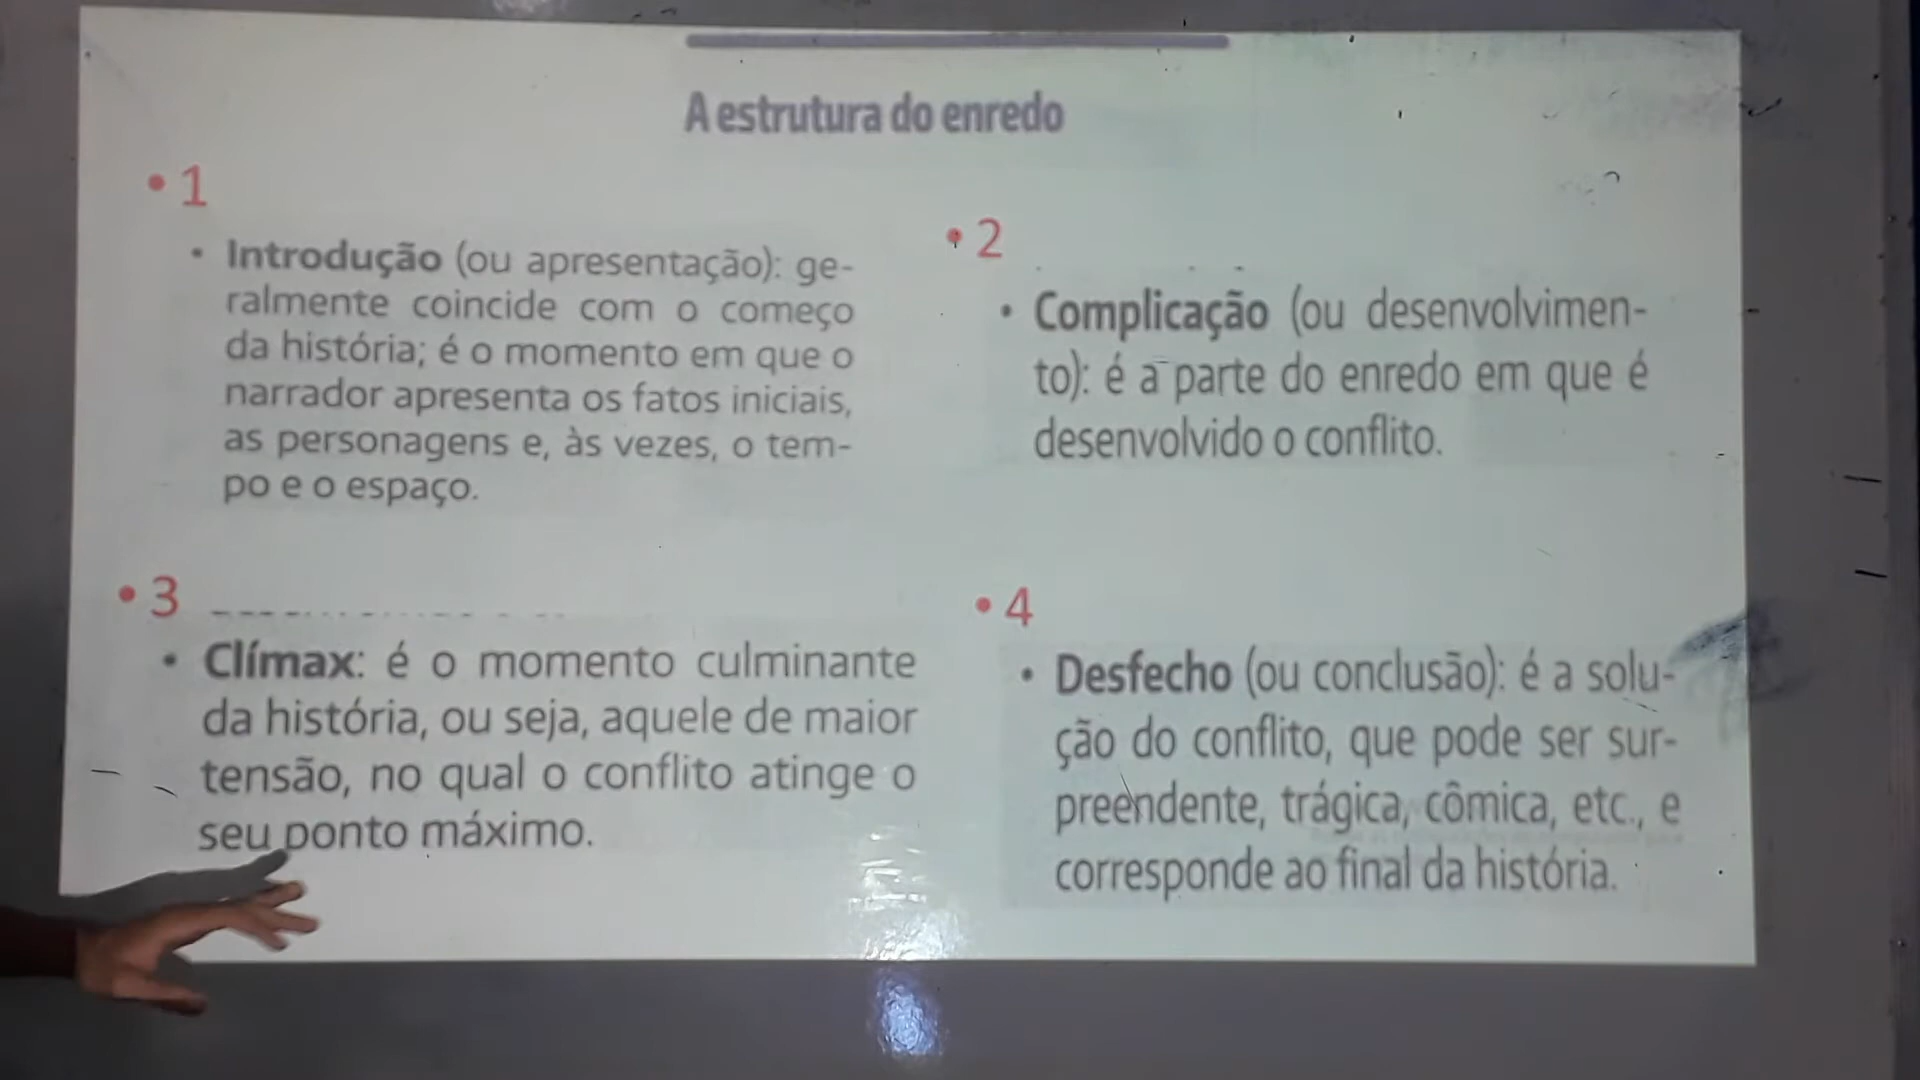 A estrutura do enredo
• 1
• Introdução (ou apresentação): ge-
ralmente coincide com o começo
da história; é o momento em que o
narrador apresenta os fatos iniciais,
as personagens e, às vezes, o tem-
po e o espaço.
• 2
• Complicação (ou desenvolvimen-
to): é a parte do enredo em que é
desenvolvido o conflito.
• 3
• Clímax: é o momento culminante
da história, ou seja, aquele de maior
tensão, no qual o conflito atinge o
seu ponto máximo.
• 4
• Desfecho (ou conclusão): é a solu-
ção do conflito, que pode ser sur-
preendente, trágica, cômica, etc., e
corresponde ao final da história.